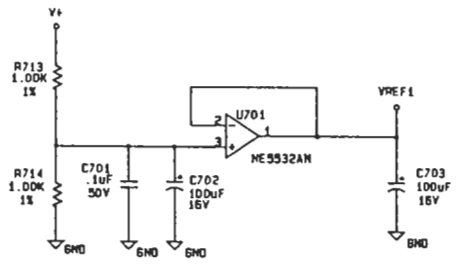 V+
R713
1.00K
1%
U701
2
-
3
+
1
NE5532AN
VREF1
R714
1.00K
1%
C701
.1uF
50V
+
C702
100uF
16V
+
C703
100uF
16V
GND
GND
GND
GND